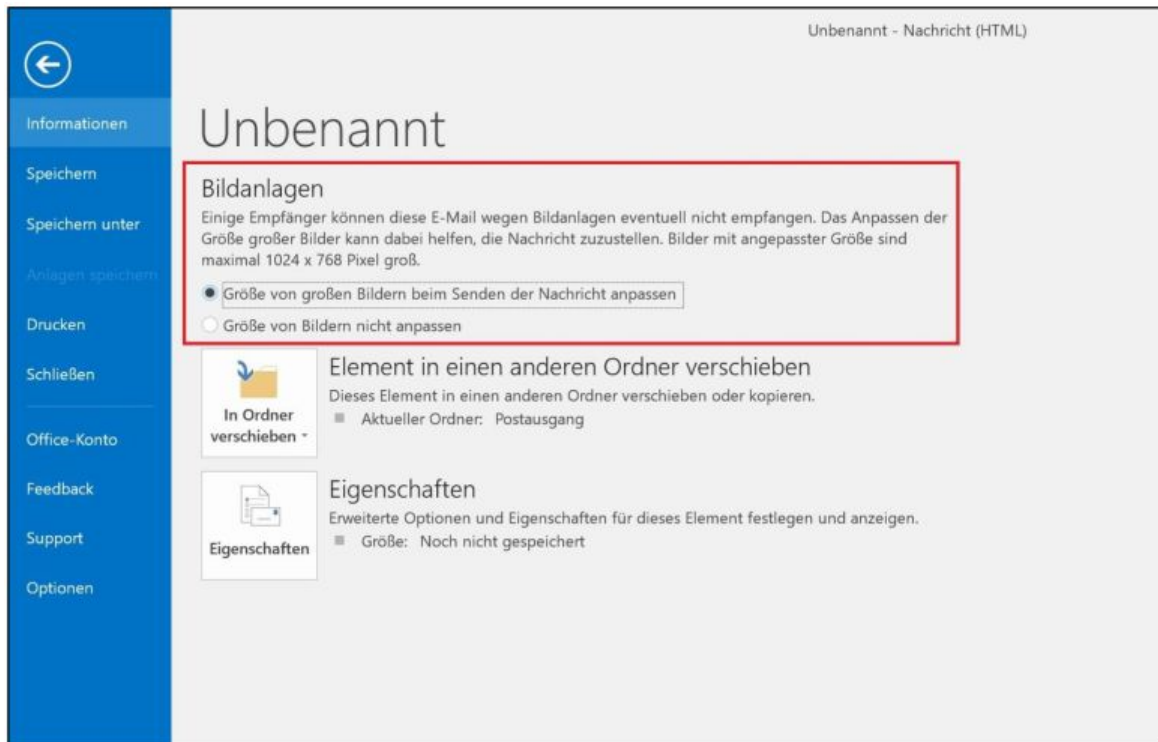 Unbenannt - Nachricht (HTML)
Informationen
Speichern
Speichern unter
Anlagen speichern
Drucken
Schließen
Office-Konto
Feedback
Support
Optionen
Unbenannt
Bildanlagen
Einige Empfänger können diese E-Mail wegen Bildanlagen eventuell nicht empfangen. Das Anpassen der
Größe großer Bilder kann dabei helfen, die Nachricht zuzustellen. Bilder mit angepasster Größe sind
maximal 1024 x 768 Pixel groß.
Größe von großen Bildern beim Senden der Nachricht anpassen
Größe von Bildern nicht anpassen
In Ordner
verschieben
Element in einen anderen Ordner verschieben
Dieses Element in einen anderen Ordner verschieben oder kopieren.
Aktueller Ordner: Postausgang
Eigenschaften
Eigenschaften
Erweiterte Optionen und Eigenschaften für dieses Element festlegen und anzeigen.
Größe: Noch nicht gespeichert